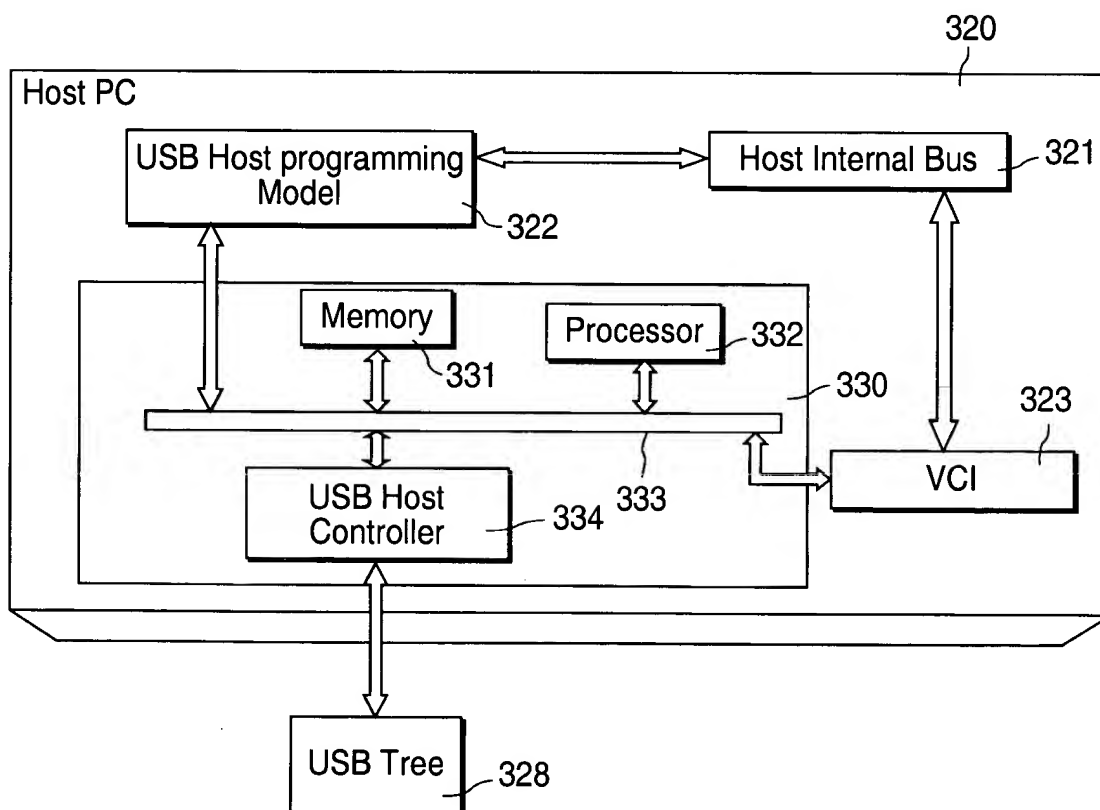 320
Host PC
USB Host programming
Model
322
Host Internal Bus
321
Memory
331
Processor
332
330
323
VCI
333
USB Host
Controller
334
USB Tree
328